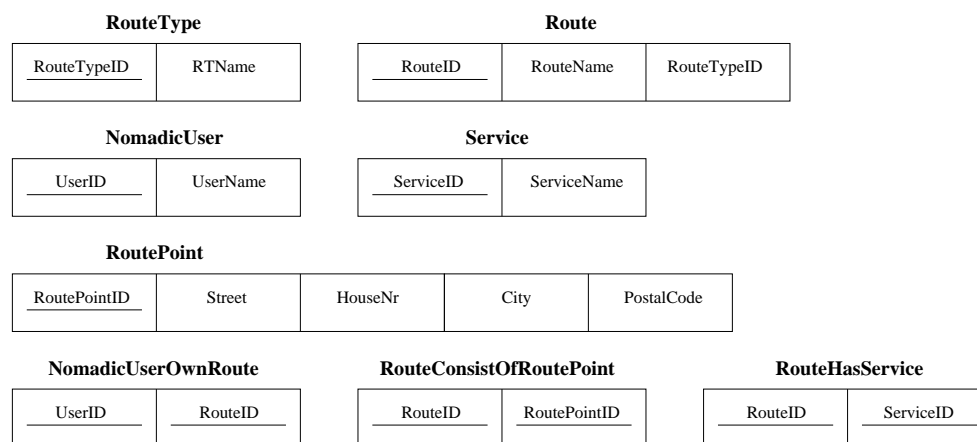 RouteType Route
RouteTypeID RTName RouteID RouteName RouteTypeID
NomadicUser Service
UserID UserName ServiceID ServiceName
RoutePoint
RoutePointID Street HouseNr City PostalCode
NomadicUserOwnRoute RouteConsistOfRoutePoint RouteHasService
UserID RouteID RouteID RoutePointID RouteID ServiceID